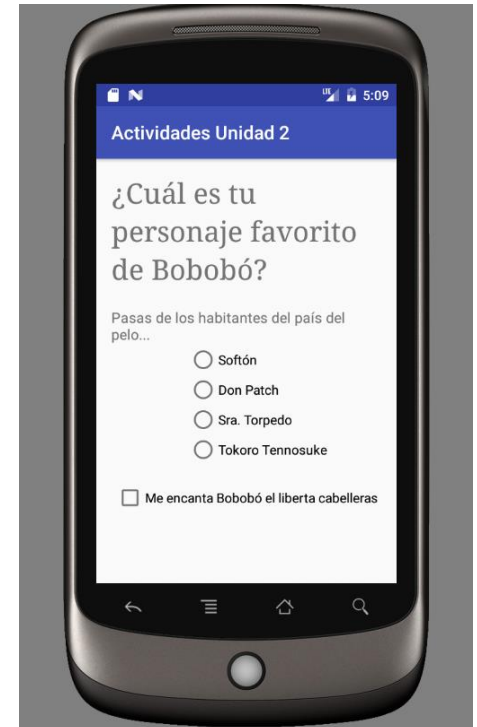 LTE 5:09
Actividades Unidad 2
¿Cuál es tu
personaje favorito
de Bobobó?
Pasas de los habitantes del país del
pelo...
Softón
Don Patch
Sra. Torpedo
Tokoro Tennosuke
Me encanta Bobobó el liberta cabelleras